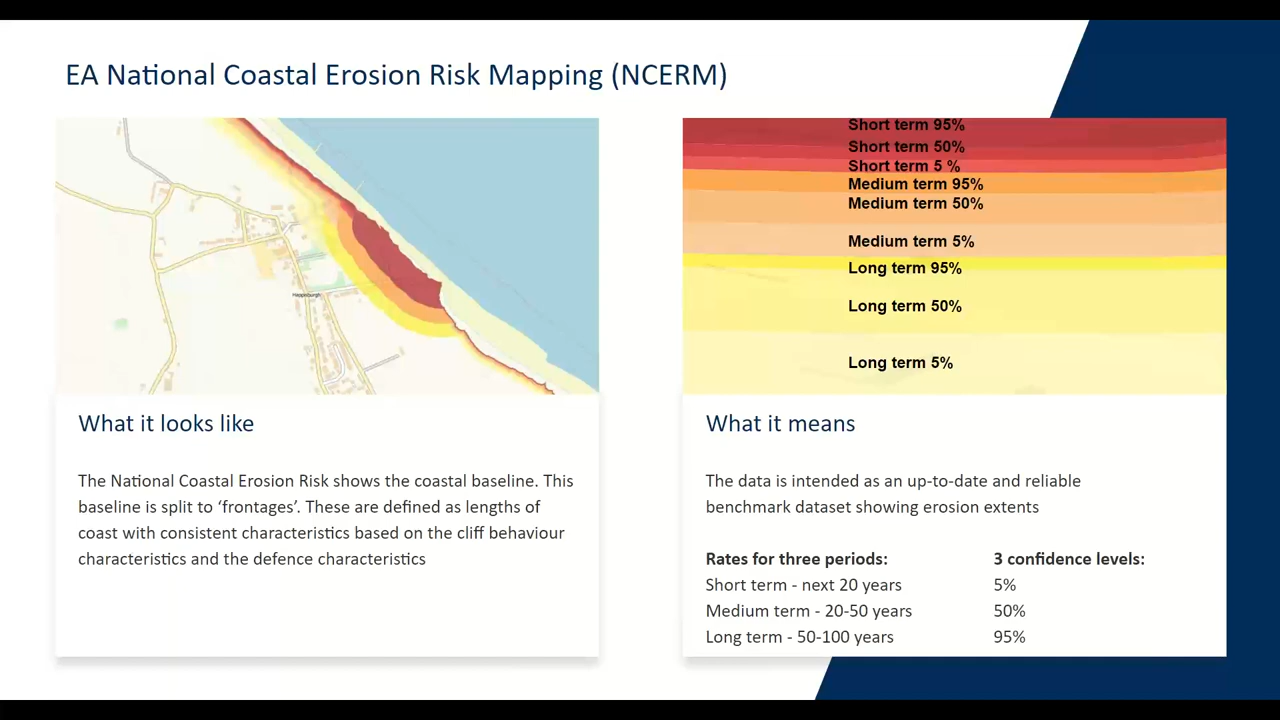 EA National Coastal Erosion Risk Mapping (NCERM)
Happisburgh
What it looks like
The National Coastal Erosion Risk shows the coastal baseline. This
baseline is split to ‘frontages’. These are defined as lengths of
coast with consistent characteristics based on the cliff behaviour
characteristics and the defence characteristics
Short term 95%
Short term 50%
Short term 5 %
Medium term 95%
Medium term 50%
Medium term 5%
Long term 95%
Long term 50%
Long term 5%
What it means
The data is intended as an up-to-date and reliable
benchmark dataset showing erosion extents
Rates for three periods:
Short term - next 20 years
Medium term - 20-50 years
Long term - 50-100 years
3 confidence levels:
5%
50%
95%